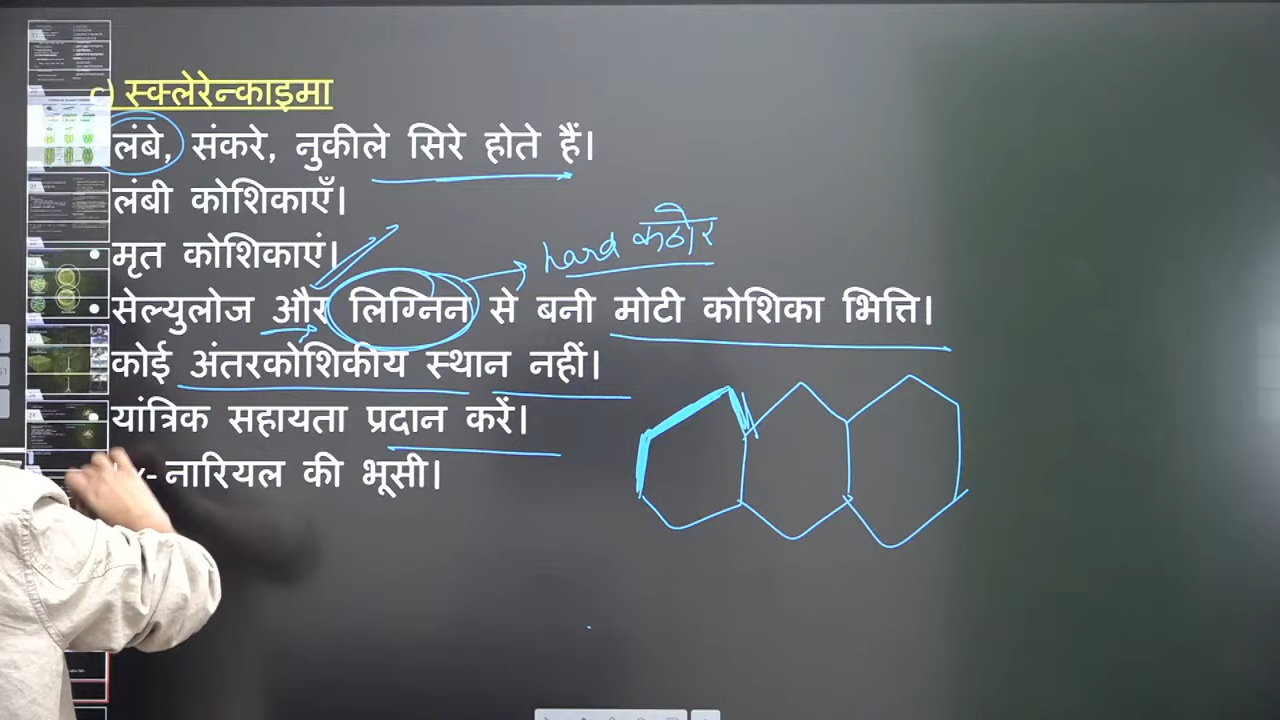 c) स्क्लेरेन्काइमा
लंबे, संकरे, नुकीले सिरे होते हैं।
लंबी कोशिकाएँ।
मृत कोशिकाएं।
hard कठोर
• सेल्युलोज और लिग्निन से बनी मोटी कोशिका भित्ति।
कोई अंतरकोशिकीय स्थान नहीं।
यांत्रिक सहायता प्रदान करें।
नारियल की भूसी।